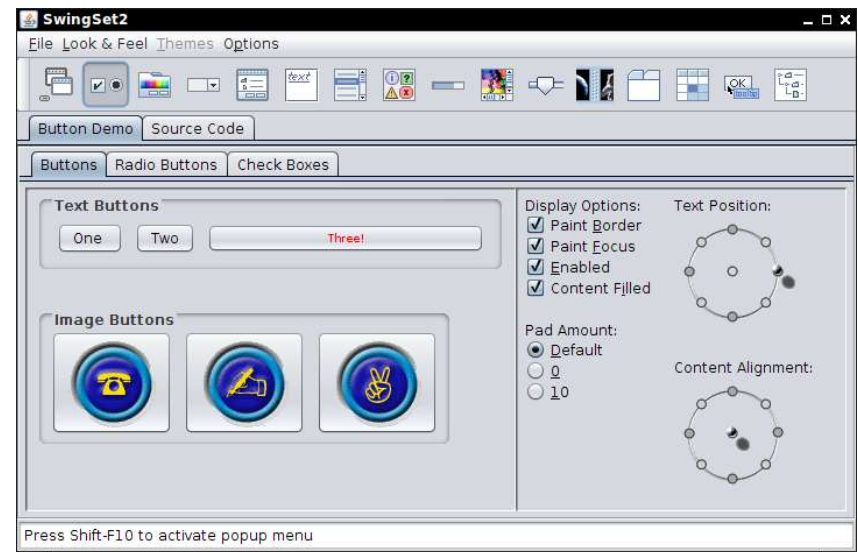 SwingSet2
File Look & Feel Themes Options
text
OK
Button Demo Source Code
Buttons Radio Buttons Check Boxes
Text Buttons
One Two Three!
Image Buttons
Display Options:
Paint Border
Paint Focus
Enabled
Content Filled
Pad Amount:
Default
0
10
Text Position:
Content Alignment:
Press Shift-F10 to activate popup menu